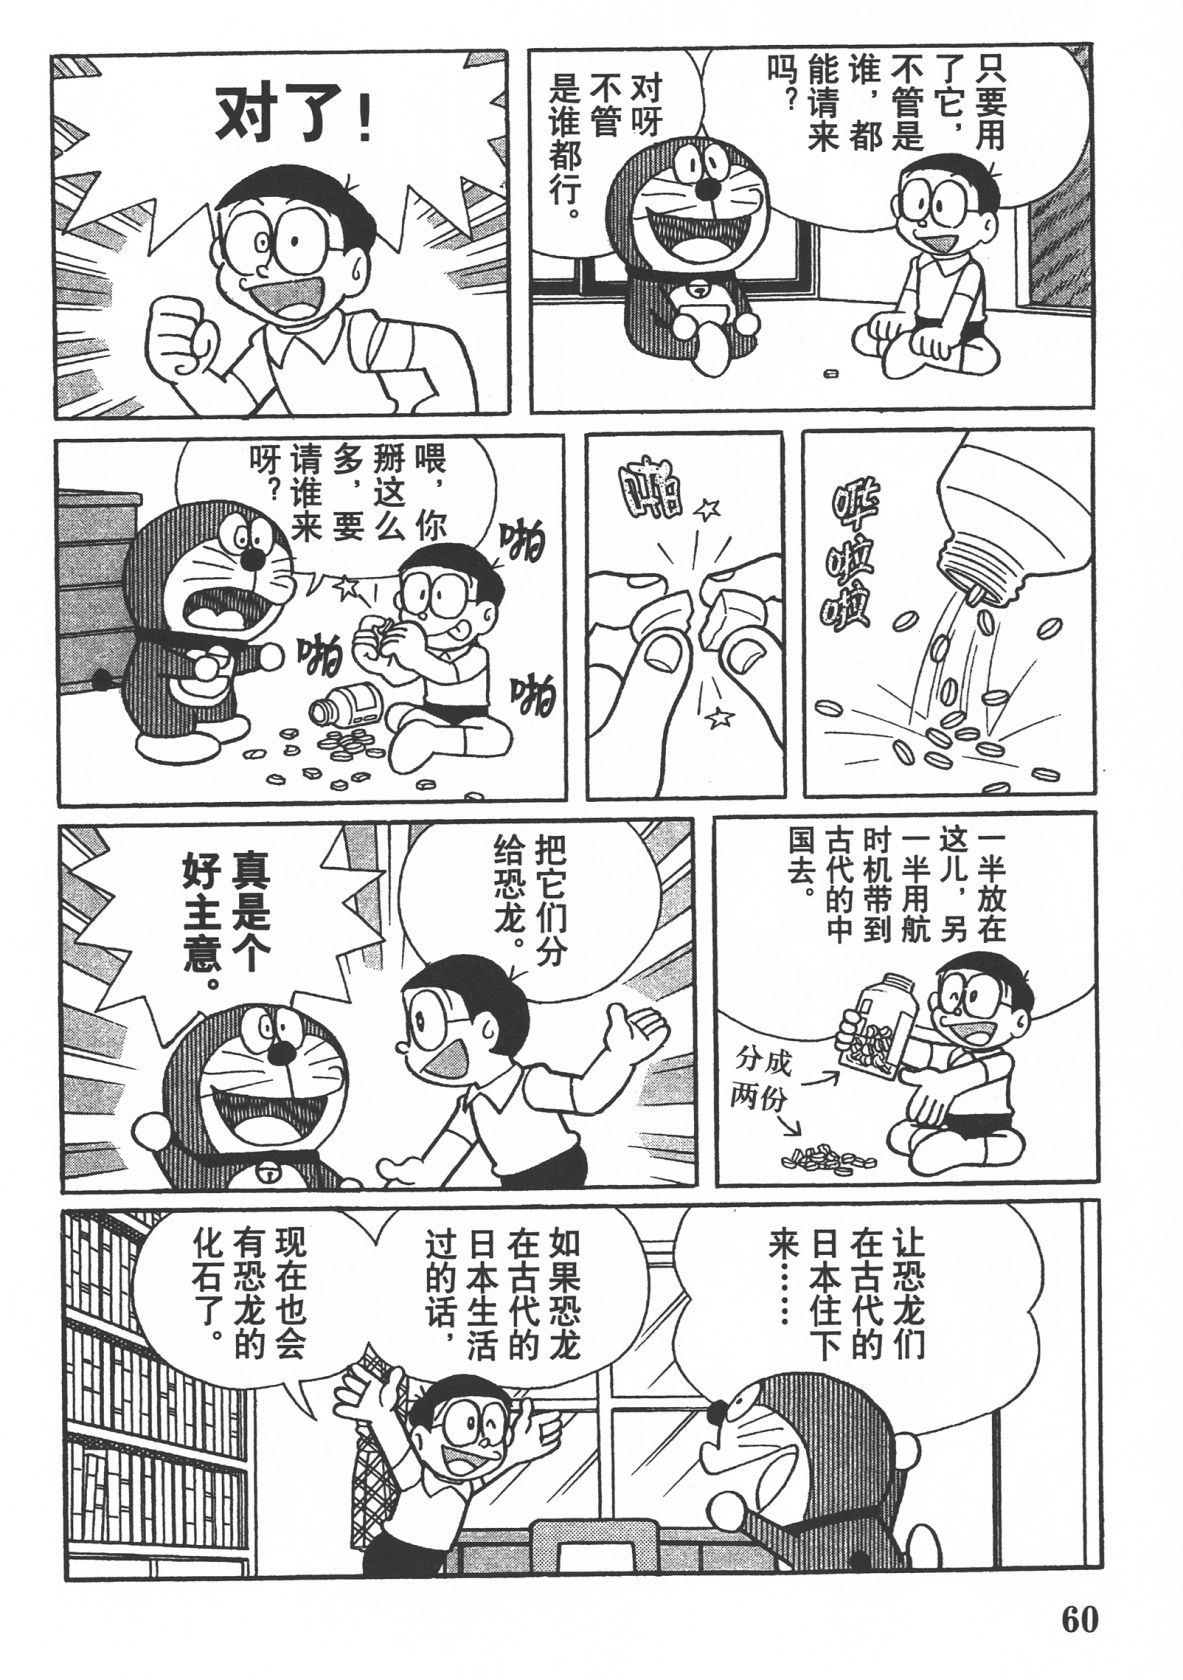 只要用
了它，
不管是
谁，都
能请来
吗？
对呀
不管
是谁都行。
对了！
哗
啦
啦
啪
喂，你
掰这么
多，要
请谁来
呀？
啪
啪
啪
一半放在
这儿，另
一半用航
时机带到
古代的中
国去。
分成
两份
把它们分
给恐龙。
真是个
好主意。
让恐龙们
在古代的
日本住下
来……
如果恐龙
在古代的
日本生活
过的话，
现在也会
有恐龙的
化石了。
60